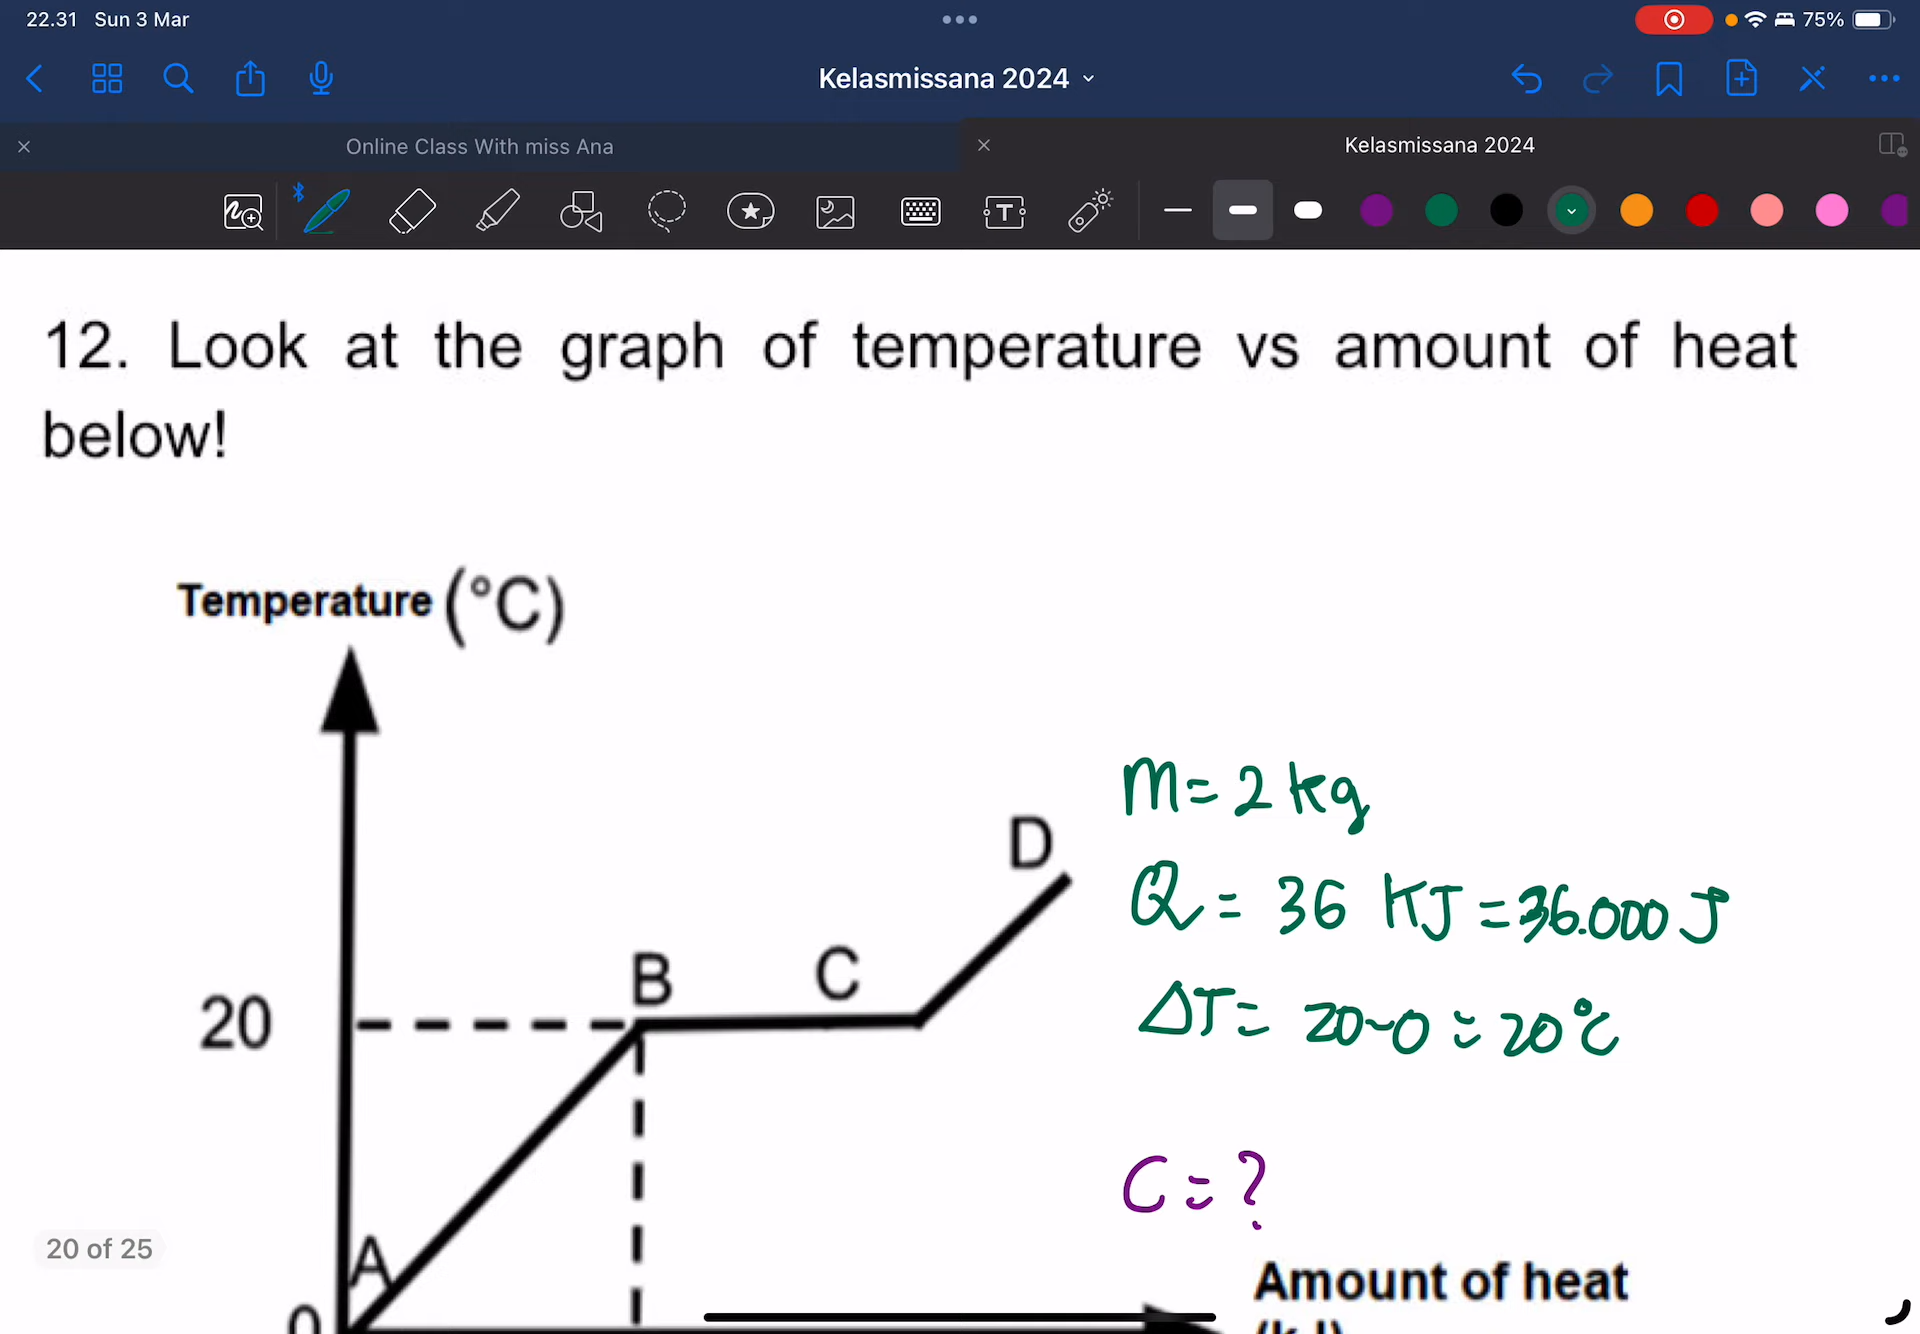 22.31 Sun 3 Mar
75%
Kelasmissana 2024
Online Class With miss Ana
Kelasmissana 2024
12. Look at the graph of temperature vs amount of heat
below!
Temperature (°C)
m = 2 kg
D
Q = 36 KJ = 36.000 J
B
C
20
ΔT = 20-0 = 20°C
C = ?
20 of 25
A
Amount of heat
0